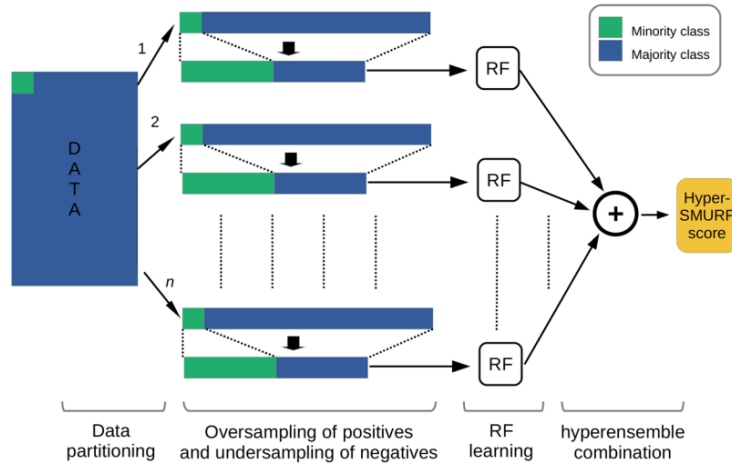 1
Minority class
Majority class
RF
D
A
T
A
2
RF
+
Hyper-
SMURF
score
n
RF
Data
partitioning
Oversampling of positives
and undersampling of negatives
RF
learning
hyperensemble
combination